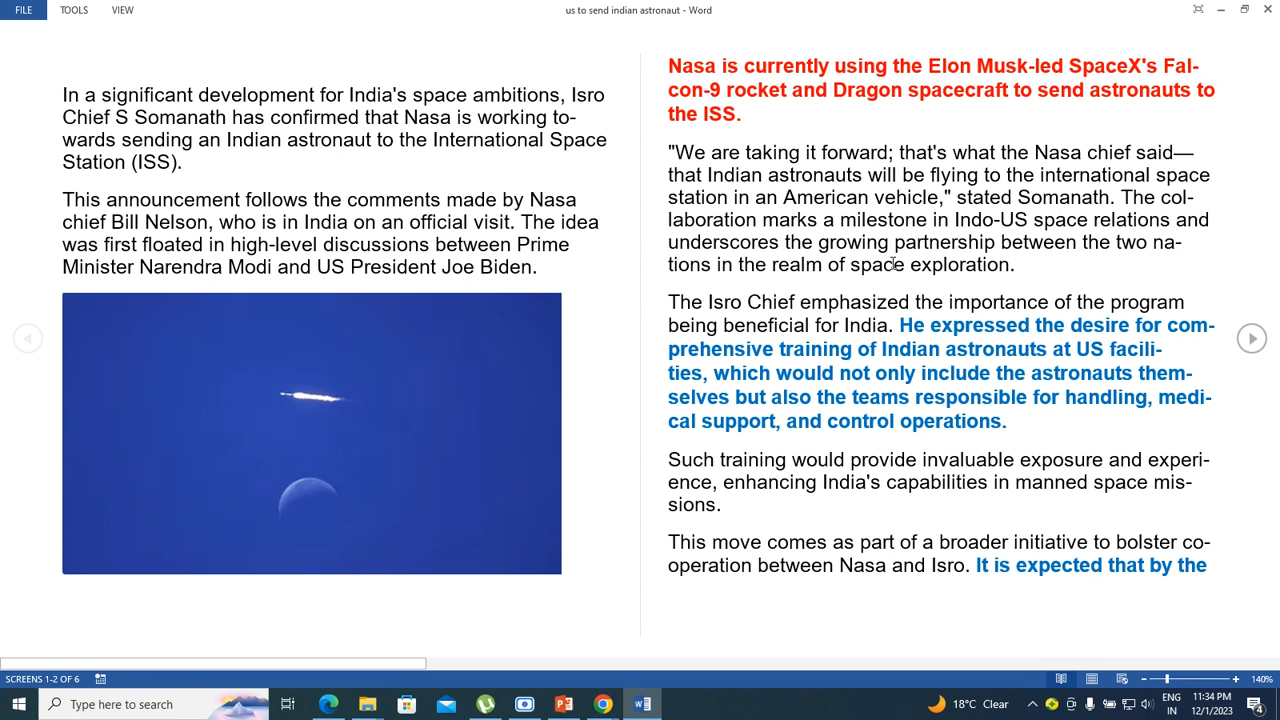 FILE TOOLS VIEW
us to send indian astronaut - Word
In a significant development for India's space ambitions, Isro
Chief S Somanath has confirmed that Nasa is working to-
wards sending an Indian astronaut to the International Space
Station (ISS).
This announcement follows the comments made by Nasa
chief Bill Nelson, who is in India on an official visit. The idea
was first floated in high-level discussions between Prime
Minister Narendra Modi and US President Joe Biden.
Nasa is currently using the Elon Musk-led SpaceX's Fal-
con-9 rocket and Dragon spacecraft to send astronauts to
the ISS.
"We are taking it forward; that's what the Nasa chief said—
that Indian astronauts will be flying to the international space
station in an American vehicle," stated Somanath. The col-
laboration marks a milestone in Indo-US space relations and
underscores the growing partnership between the two na-
tions in the realm of space exploration.
The Isro Chief emphasized the importance of the program
being beneficial for India. He expressed the desire for com-
prehensive training of Indian astronauts at US facili-
ties, which would not only include the astronauts them-
selves but also the teams responsible for handling, medi-
cal support, and control operations.
Such training would provide invaluable exposure and experi-
ence, enhancing India's capabilities in manned space mis-
sions.
This move comes as part of a broader initiative to bolster co-
operation between Nasa and Isro. It is expected that by the
SCREENS 1-2 OF 6
140%
Type here to search
18°C Clear
ENG
IN
11:34 PM
12/1/2023
4